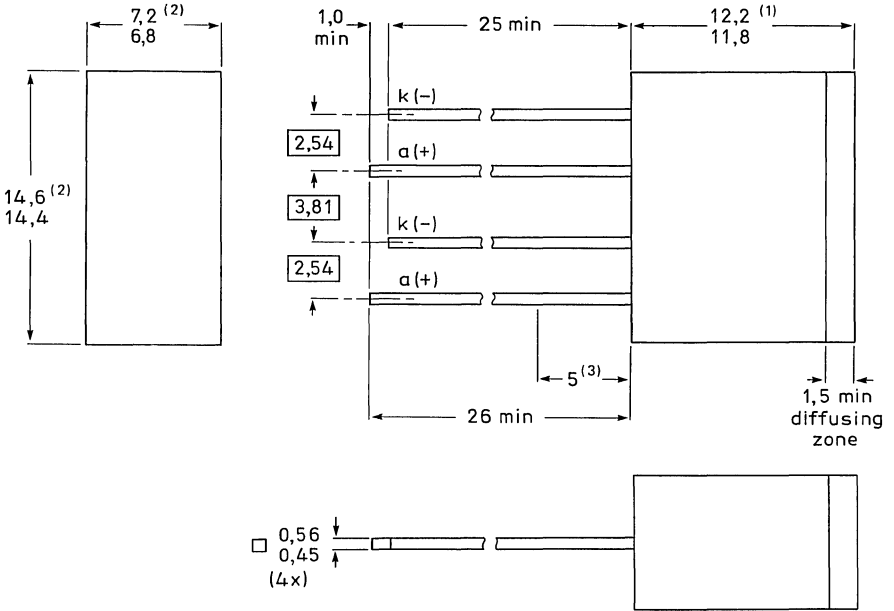 7,2 (2)
6,8
1,0
min
25 min
12,2 (1)
11,8
k (–)
2,54
a (+)
14,6 (2)
14,4
3,81
k (–)
2,54
a (+)
5 (3)
26 min
1,5 min
diffusing
zone
0,56
0,45
(4x)